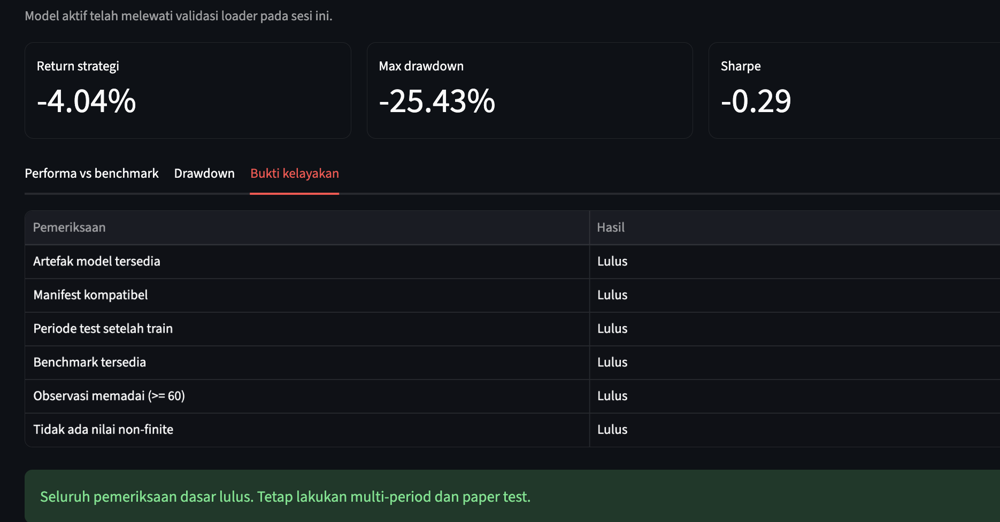 Model aktif telah melewati validasi loader pada sesi ini.
Return strategi
-4.04%
Max drawdown
-25.43%
Sharpe
-0.29
Performa vs benchmark
Drawdown
Bukti kelayakan
Pemeriksaan
Hasil
Artefak model tersedia
Lulus
Manifest kompatibel
Lulus
Periode test setelah train
Lulus
Benchmark tersedia
Lulus
Observasi memadai (>= 60)
Lulus
Tidak ada nilai non-finite
Lulus
Seluruh pemeriksaan dasar lulus. Tetap lakukan multi-period dan paper test.